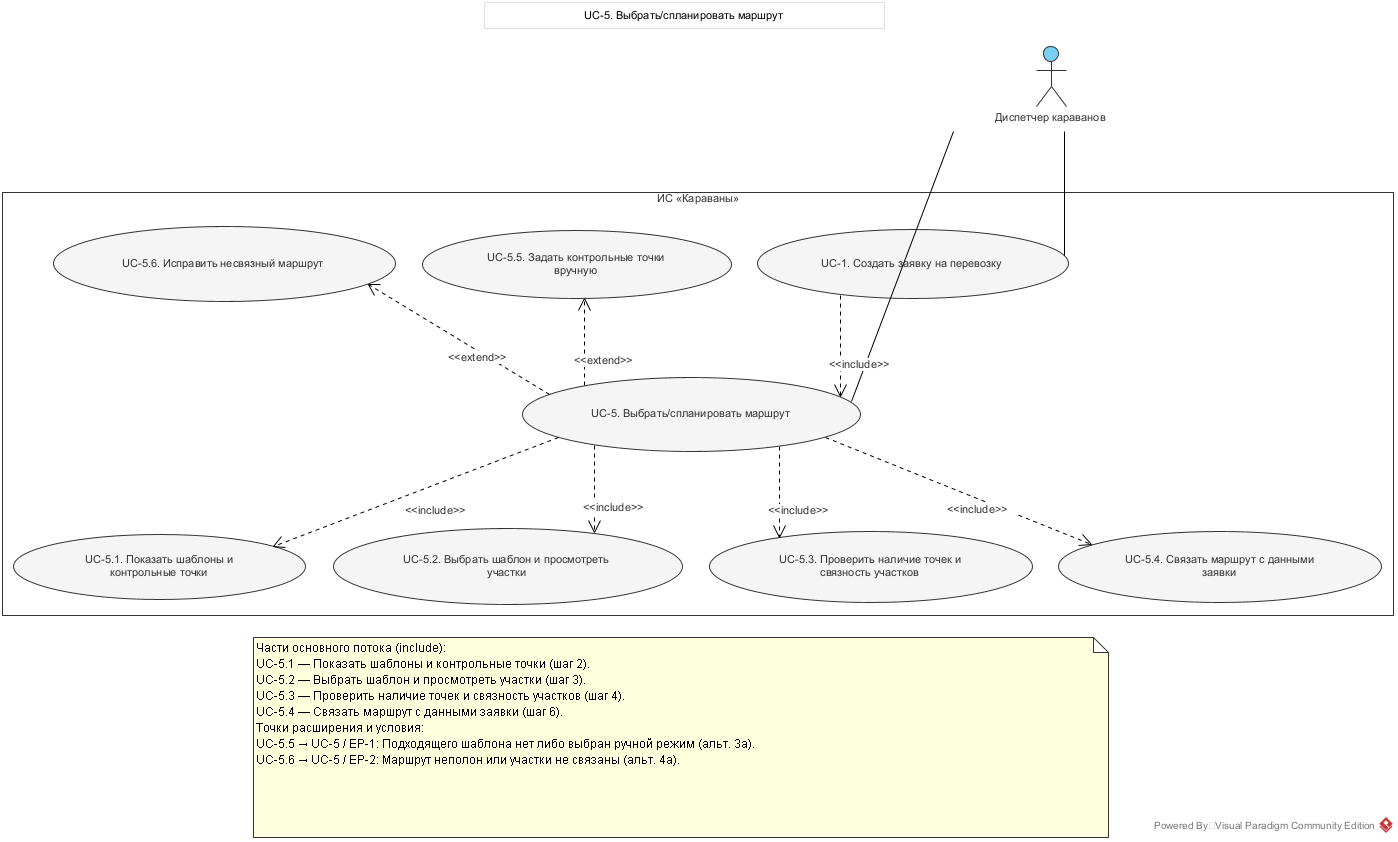 UC-5. Выбрать/спланировать маршрут
Диспетчер караванов
ИС «Караваны»
UC-5.6. Исправить несвязный маршрут
UC-5.5. Задать контрольные точки
вручную
UC-1. Создать заявку на перевозку
<<extend>>
<<extend>>
<<include>>
UC-5. Выбрать/спланировать маршрут
<<include>>
<<include>>
<<include>>
<<include>>
UC-5.1. Показать шаблоны и
контрольные точки
UC-5.2. Выбрать шаблон и просмотреть
участки
UC-5.3. Проверить наличие точек и
связность участков
UC-5.4. Связать маршрут с данными
заявки
Части основного потока (include):
UC-5.1 — Показать шаблоны и контрольные точки (шаг 2).
UC-5.2 — Выбрать шаблон и просмотреть участки (шаг 3).
UC-5.3 — Проверить наличие точек и связность участков (шаг 4).
UC-5.4 — Связать маршрут с данными заявки (шаг 6).
Точки расширения и условия:
UC-5.5 → UC-5 / EP-1: Подходящего шаблона нет либо выбран ручной режим (альт. 3а).
UC-5.6 → UC-5 / EP-2: Маршрут неполон или участки не связаны (альт. 4а).
Powered By Visual Paradigm Community Edition